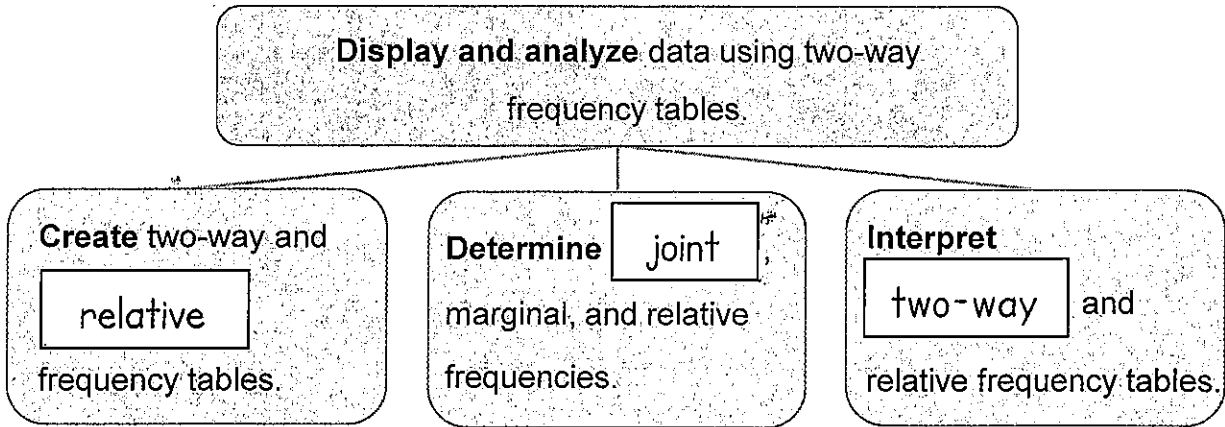 Display and analyze data using two-way
frequency tables.
Create two-way and
relative
frequency tables.
Determine joint,
marginal, and relative
frequencies.
Interpret
two-way and
relative frequency tables.